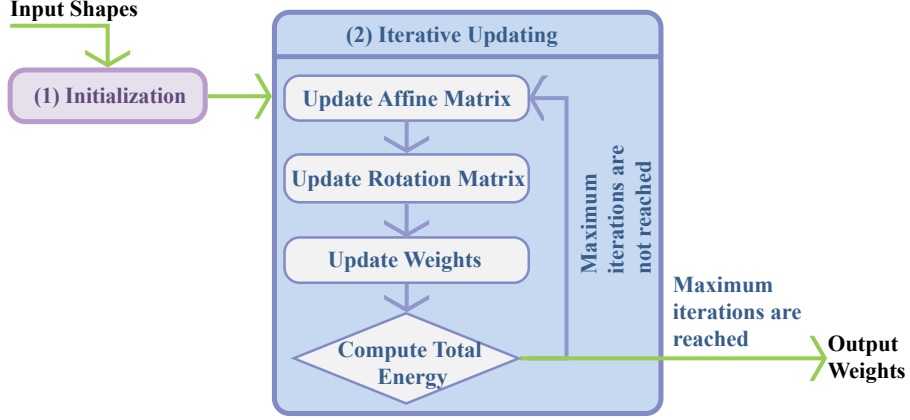 Input Shapes
(1) Initialization
(2) Iterative Updating
Update Affine Matrix
Update Rotation Matrix
Update Weights
Compute Total
Energy
Maximum
iterations are
not reached
Maximum
iterations are
reached
Output
Weights